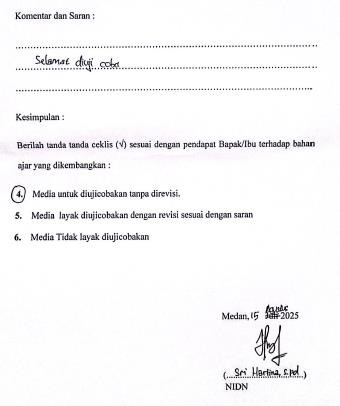 Komentar dan Saran :
Selamat diuji coba
Kesimpulan :
Berilah tanda tanda ceklis (√) sesuai dengan pendapat Bapak/Ibu terhadap bahan
ajar yang dikembangkan :
4. Media untuk diujicobakan tanpa direvisi.
5. Media layak diujicobakan dengan revisi sesuai dengan saran
6. Media Tidak layak diujicobakan
Medan, 15 2025
( Sri Hartina, S.Pd )
NIDN